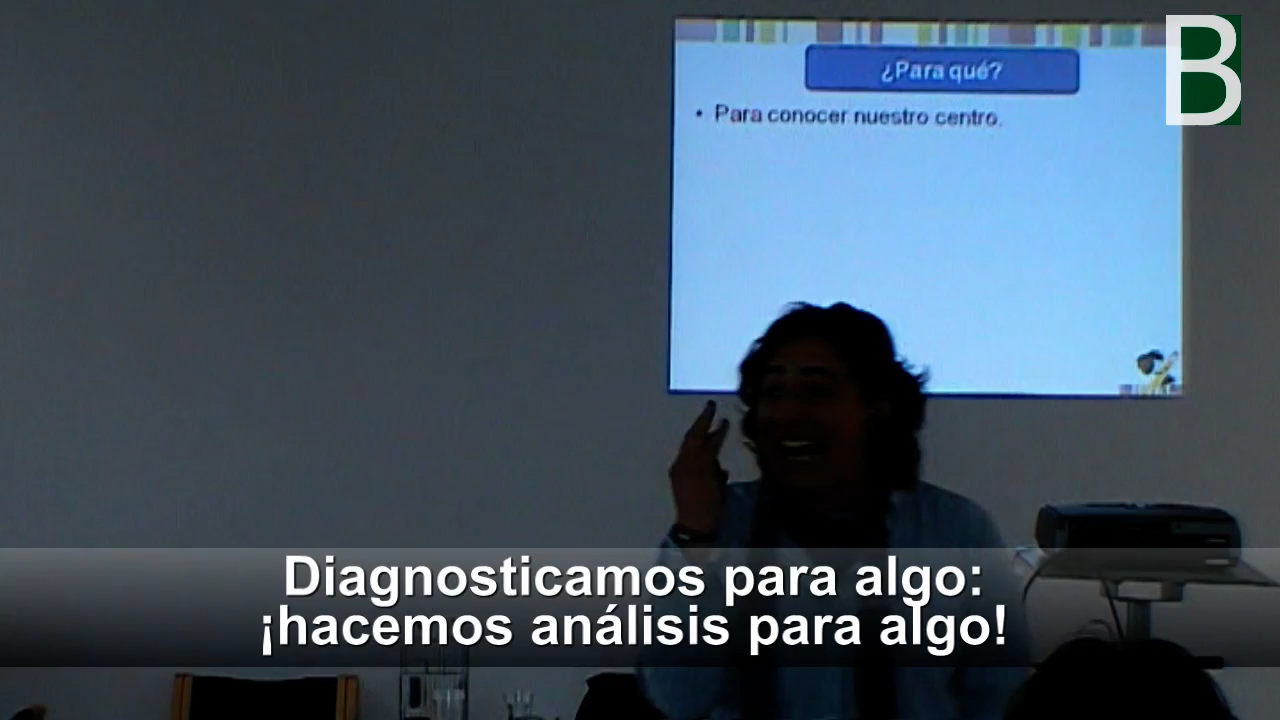 B
¿Para qué?
• Para conocer nuestro centro.
Diagnosticamos para algo:
¡hacemos análisis para algo!